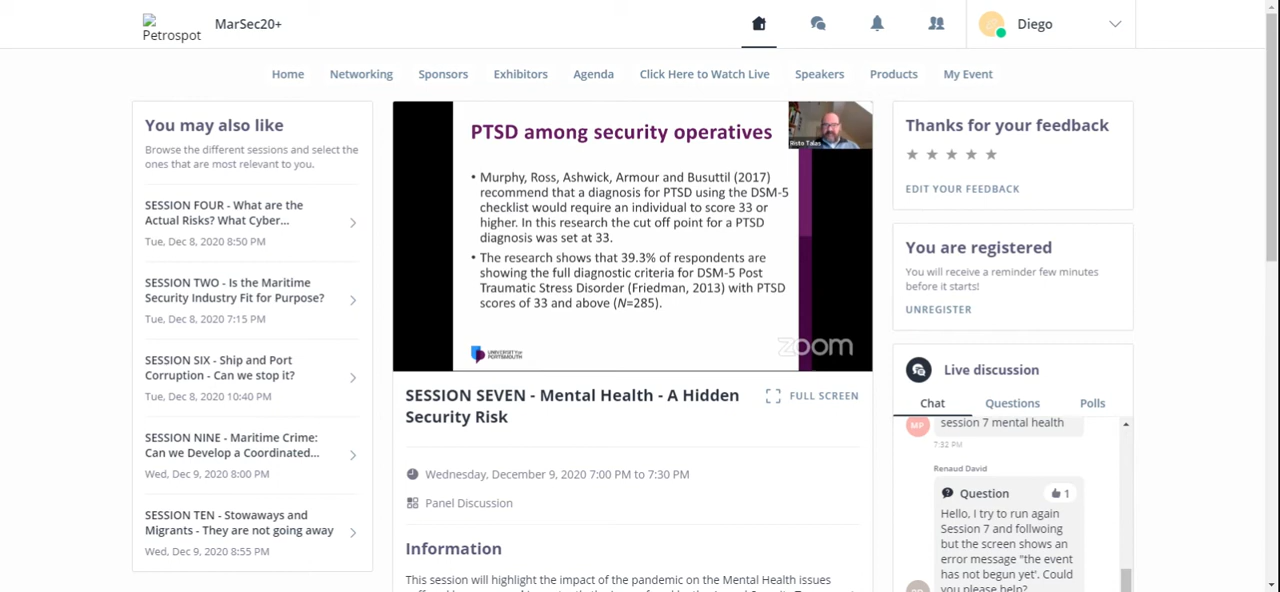 Petrospot
MarSec20+
Diego
Home
Networking
Sponsors
Exhibitors
Agenda
Click Here to Watch Live
Speakers
Products
My Event
You may also like
Browse the different sessions and select the
ones that are most relevant to you.
SESSION FOUR - What are the
Actual Risks? What Cyber...
Tue, Dec 8, 2020 8:50 PM
SESSION TWO - Is the Maritime
Security Industry Fit for Purpose?
Tue, Dec 8, 2020 7:15 PM
SESSION SIX - Ship and Port
Corruption - Can we stop it?
Tue, Dec 8, 2020 10:40 PM
SESSION NINE - Maritime Crime:
Can we Develop a Coordinated...
Wed, Dec 9, 2020 8:00 PM
SESSION TEN - Stowaways and
Migrants - They are not going away
Wed, Dec 9, 2020 8:55 PM
PTSD among security operatives
Risto Talas
• Murphy, Ross, Ashwick, Armour and Busuttil (2017)
recommend that a diagnosis for PTSD using the DSM-5
checklist would require an individual to score 33 or
higher. In this research the cut off point for a PTSD
diagnosis was set at 33.
• The research shows that 39.3% of respondents are
showing the full diagnostic criteria for DSM-5 Post
Traumatic Stress Disorder (Friedman, 2013) with PTSD
scores of 33 and above (N=285).
UNIVERSITY OF
PORTSMOUTH
zoom
SESSION SEVEN - Mental Health - A Hidden
Security Risk
FULL SCREEN
Wednesday, December 9, 2020 7:00 PM to 7:30 PM
Panel Discussion
Information
This session will highlight the impact of the pandemic on the Mental Health issues
Thanks for your feedback
EDIT YOUR FEEDBACK
You are registered
You will receive a reminder few minutes
before it starts!
UNREGISTER
Live discussion
Chat
Questions
Polls
MP
session 7 mental health
7:32 PM
Renaud David
Question
1
Hello, I try to run again
Session 7 and follwoing
but the screen shows an
error message "the event
has not begun yet'. Could
you please help?